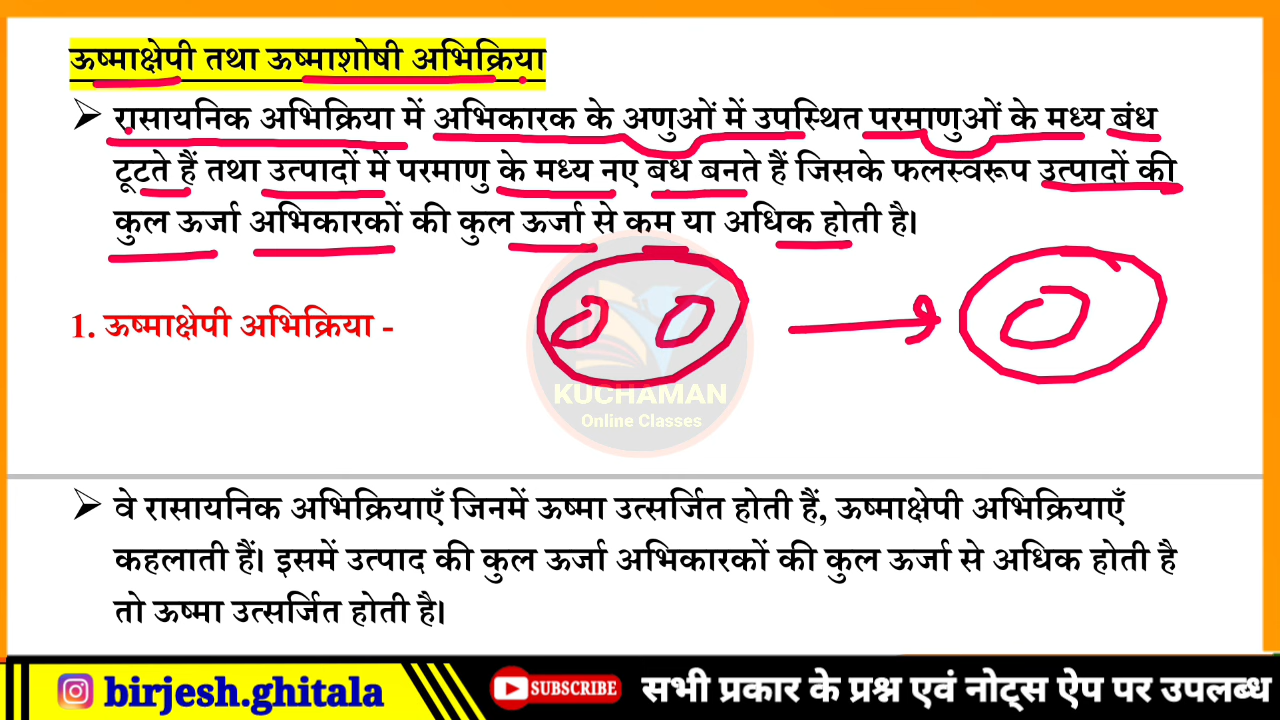 ऊष्माक्षेपी तथा ऊष्माशोषी अभिक्रिया
➢ रासायनिक अभिक्रिया में अभिकारक के अणुओं में उपस्थित परमाणुओं के मध्य बंध
टूटते हैं तथा उत्पादों में परमाणु के मध्य नए बंध बनते हैं जिसके फलस्वरूप उत्पादों की
कुल ऊर्जा अभिकारकों की कुल ऊर्जा से कम या अधिक होती है।
1. ऊष्माक्षेपी अभिक्रिया -
KUCHAMAN
Online Classes
➢ वे रासायनिक अभिक्रियाएँ जिनमें ऊष्मा उत्सर्जित होती हैं, ऊष्माक्षेपी अभिक्रियाएँ
कहलाती हैं। इसमें उत्पाद की कुल ऊर्जा अभिकारकों की कुल ऊर्जा से अधिक होती है
तो ऊष्मा उत्सर्जित होती है।
birjesh.ghitala SUBSCRIBE सभी प्रकार के प्रश्न एवं नोट्स ऐप पर उपलब्ध